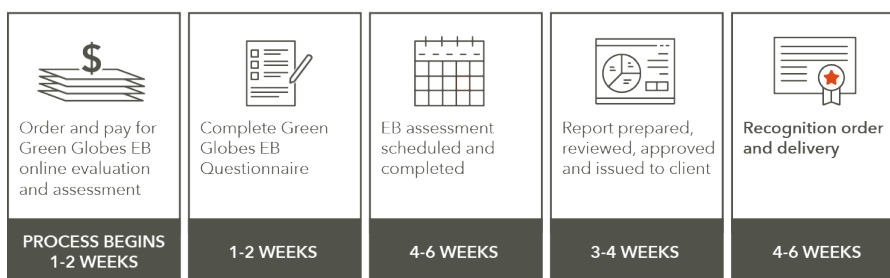 $
Order and pay for
Green Globes EB
online evaluation
and assessment
PROCESS BEGINS
1-2 WEEKS
Complete Green
Globes EB
Questionnaire
1-2 WEEKS
EB assessment
scheduled and
completed
4-6 WEEKS
Report prepared,
reviewed, approved
and issued to client
3-4 WEEKS
Recognition order
and delivery
4-6 WEEKS